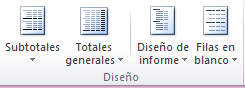 Subtotales
Totales
generales
Diseño de
informe
Filas en
blanco
Diseño